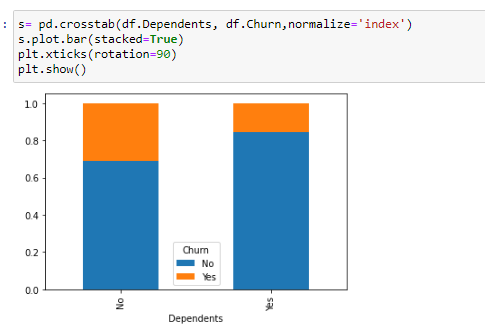 : s= pd.crosstab(df.Dependents, df.Churn,normalize='index')
s.plot.bar(stacked=True)
plt.xticks(rotation=90)
plt.show()
1.0
0.8
0.6
0.4
0.2
0.0
Churn
No
Yes
No
Yes
Dependents